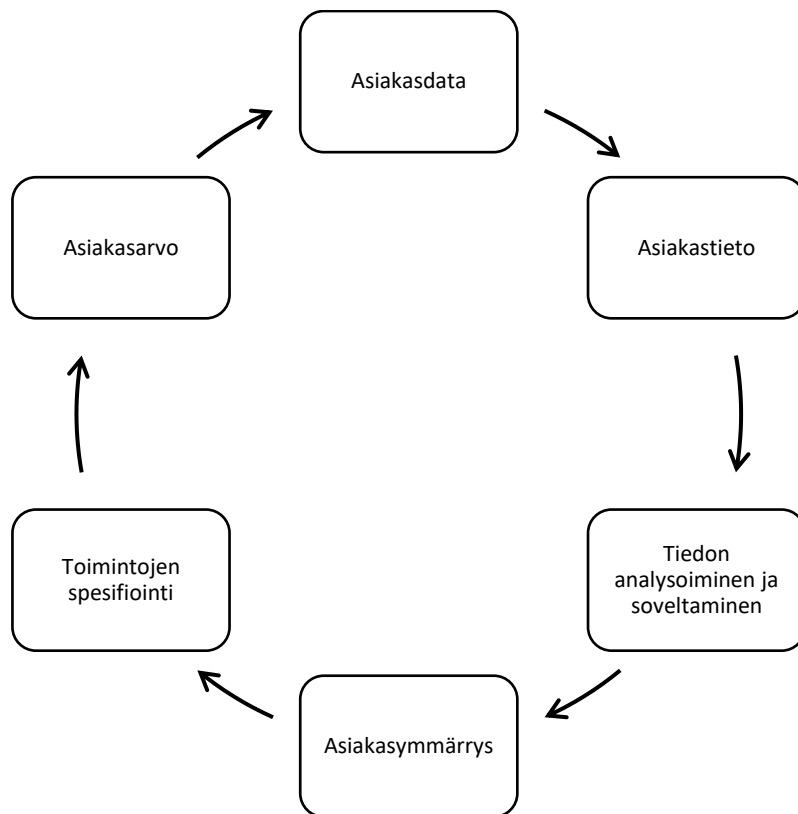 Asiakasdata
Asiakastieto
Tiedon
analysoiminen ja
soveltaminen
Asiakasymmärrys
Toimintojen
spesifiointi
Asiakasarvo